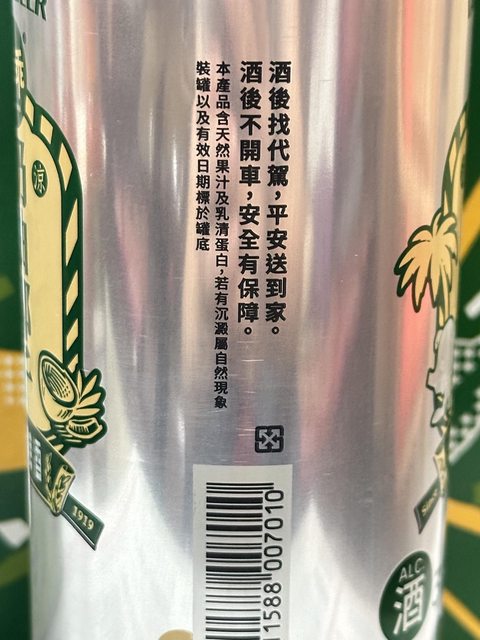 酒後找代駕，平安送到家。
酒後不開車，安全有保障。
本產品含天然果汁及乳清蛋白，若有沉澱屬自然現象
裝罐以及有效日期標於罐底
11588 007010
涼
1919
ALC.
酒